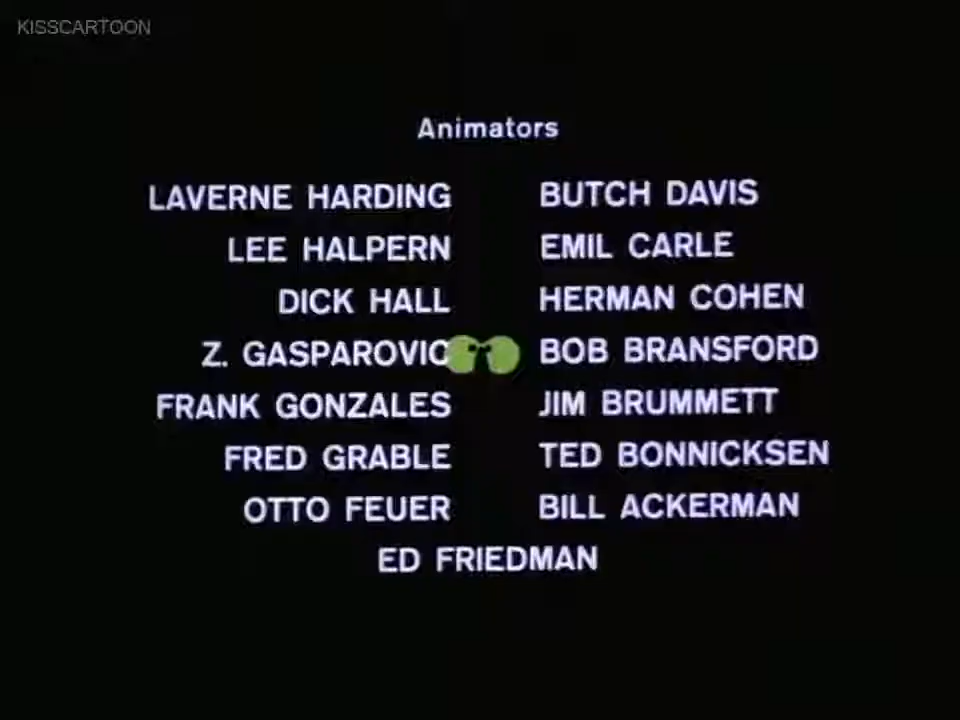 KISSCARTOON
Animators
LAVERNE HARDING BUTCH DAVIS
LEE HALPERN EMIL CARLE
DICK HALL HERMAN COHEN
Z. GASPAROVIC BOB BRANSFORD
FRANK GONZALES JIM BRUMMETT
FRED GRABLE TED BONNICKSEN
OTTO FEUER BILL ACKERMAN
ED FRIEDMAN